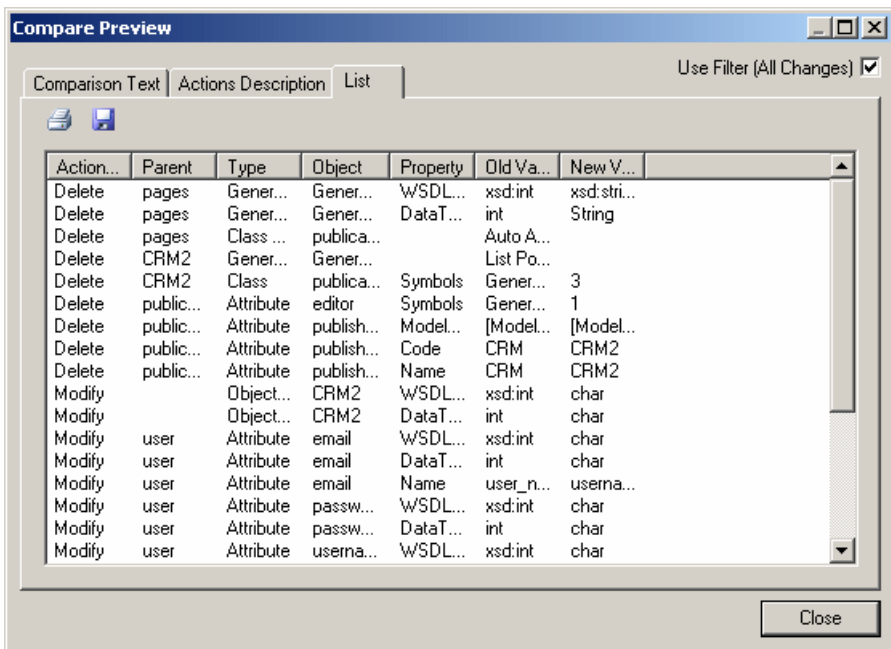 Compare Preview
Use Filter (All Changes)
Comparison Text Actions Description List
Action... Parent Type Object Property Old Va... New V...
Delete pages Gener... Gener... WSDL... xsd:int xsd:stri...
Delete pages Gener... Gener... DataT... int String
Delete pages Class ... publica... Auto A...
Delete CRM2 Gener... Gener... List Po...
Delete CRM2 Class publica... Symbols Gener... 3
Delete public... Attribute editor Symbols Gener... 1
Delete public... Attribute publish... Model... [Model... [Model...
Delete public... Attribute publish... Code CRM CRM2
Delete public... Attribute publish... Name CRM CRM2
Modify Object... CRM2 WSDL... xsd:int char
Modify Object... CRM2 DataT... int char
Modify user Attribute email WSDL... xsd:int char
Modify user Attribute email DataT... int char
Modify user Attribute email Name user_n... userna...
Modify user Attribute passw... WSDL... xsd:int char
Modify user Attribute passw... DataT... int char
Modify user Attribute userna... WSDL... xsd:int char
Close